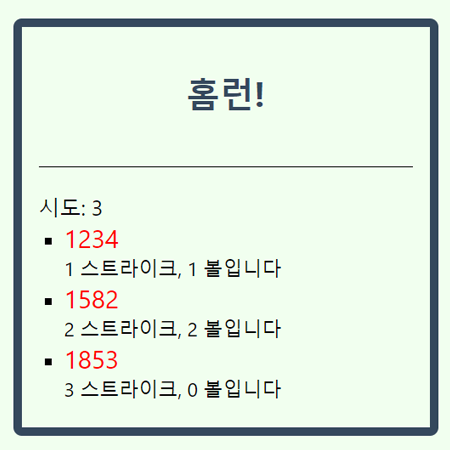 홈런!
시도: 3
1234
1 스트라이크, 1 볼입니다
1582
2 스트라이크, 2 볼입니다
1853
3 스트라이크, 0 볼입니다